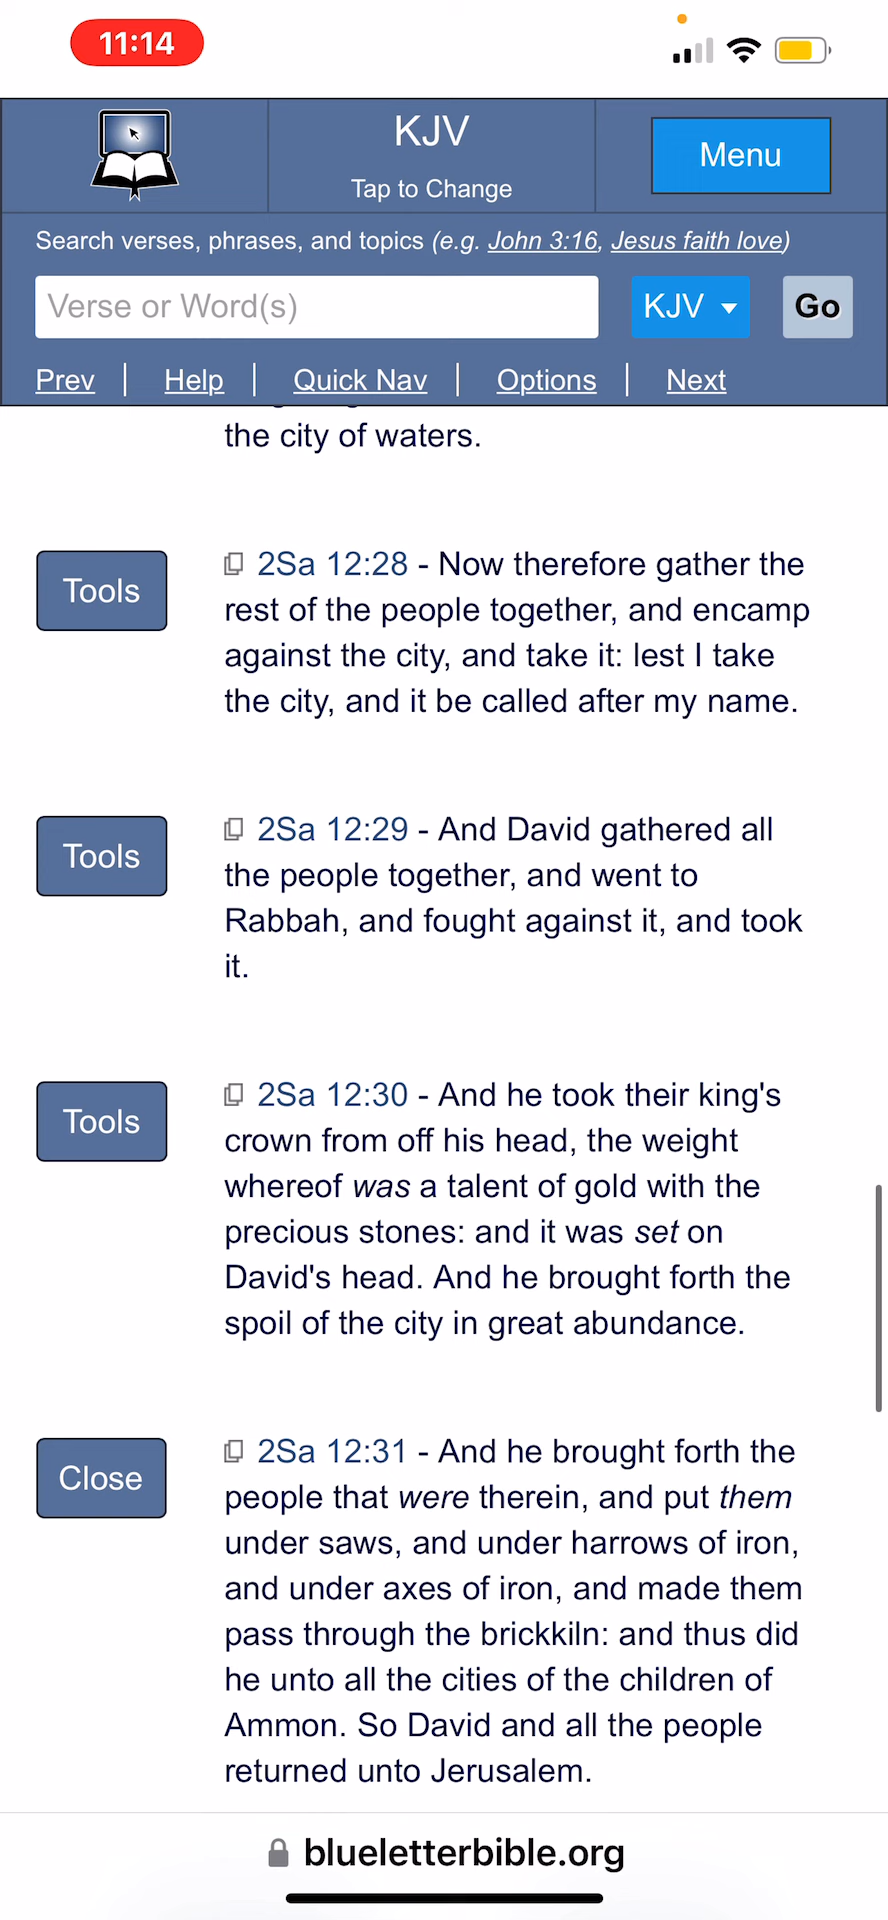 11:14
KJV
Tap to Change
Menu
Search verses, phrases, and topics (e.g. John 3:16, Jesus faith love)
Verse or Word(s)
KJV
Go
Prev | Help | Quick Nav | Options | Next
the city of waters.
Tools
2Sa 12:28 - Now therefore gather the
rest of the people together, and encamp
against the city, and take it: lest I take
the city, and it be called after my name.
Tools
2Sa 12:29 - And David gathered all
the people together, and went to
Rabbah, and fought against it, and took
it.
Tools
2Sa 12:30 - And he took their king's
crown from off his head, the weight
whereof was a talent of gold with the
precious stones: and it was set on
David's head. And he brought forth the
spoil of the city in great abundance.
Close
2Sa 12:31 - And he brought forth the
people that were therein, and put them
under saws, and under harrows of iron,
and under axes of iron, and made them
pass through the brickkiln: and thus did
he unto all the cities of the children of
Ammon. So David and all the people
returned unto Jerusalem.
blueletterbible.org